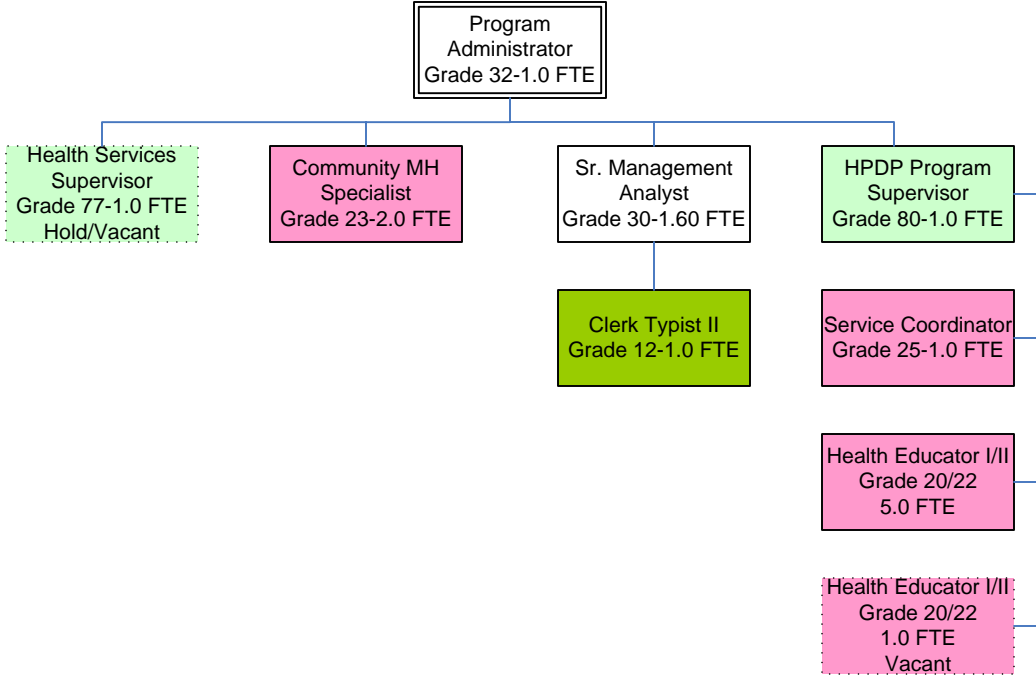 Program
Administrator
Grade 32-1.0 FTE
Health Services
Supervisor
Grade 77-1.0 FTE
Hold/Vacant
Community MH
Specialist
Grade 23-2.0 FTE
Sr. Management
Analyst
Grade 30-1.60 FTE
HPDP Program
Supervisor
Grade 80-1.0 FTE
Clerk Typist II
Grade 12-1.0 FTE
Service Coordinator
Grade 25-1.0 FTE
Health Educator I/II
Grade 20/22
5.0 FTE
Health Educator I/II
Grade 20/22
1.0 FTE
Vacant